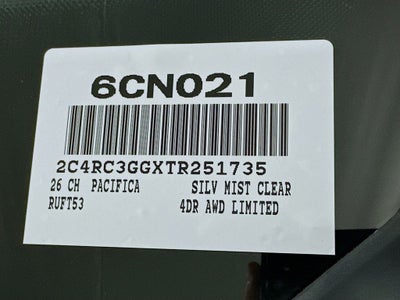 6CN021
2C4RC3GGXTR251735
26 CH PACIFICA SILV MIST CLEAR
RUFT53 4DR AWD LIMITED